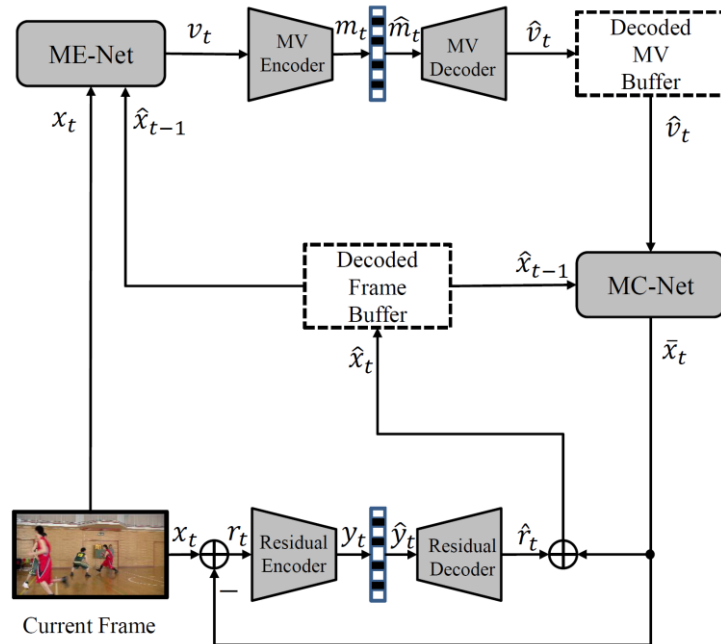 ME-Net
v_t
MV
Encoder
m_t
m̂_t
MV
Decoder
v̂_t
Decoded
MV
Buffer
x_t
x̂_{t−1}
v̂_t
Decoded
Frame
Buffer
x̂_{t−1}
MC-Net
x̂_t
x̄_t
x_t
r_t
Residual
Encoder
y_t
ŷ_t
Residual
Decoder
r̂_t
−
Current Frame